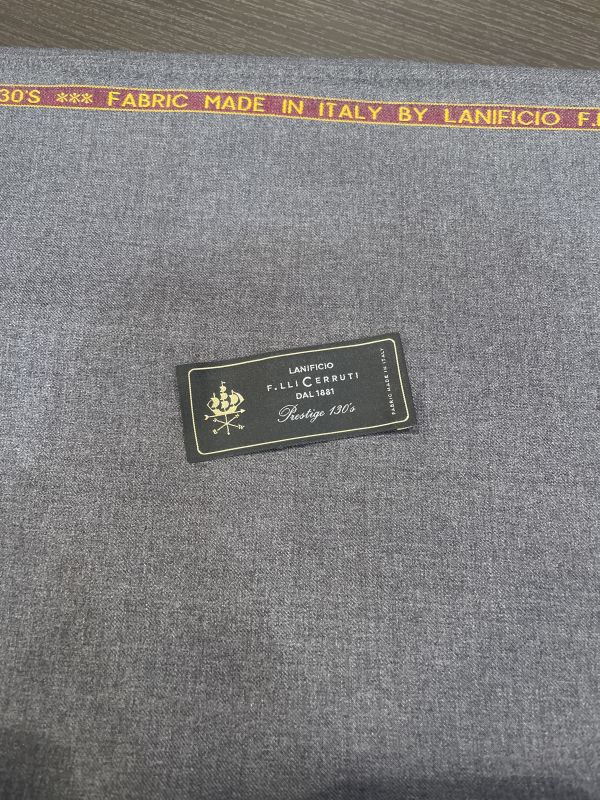 30'S *** FABRIC MADE IN ITALY BY LANIFICIO F.
LANIFICIO
F.LLI CERRUTI
DAL 1881
Prestige 130's
FABRIC MADE IN ITALY